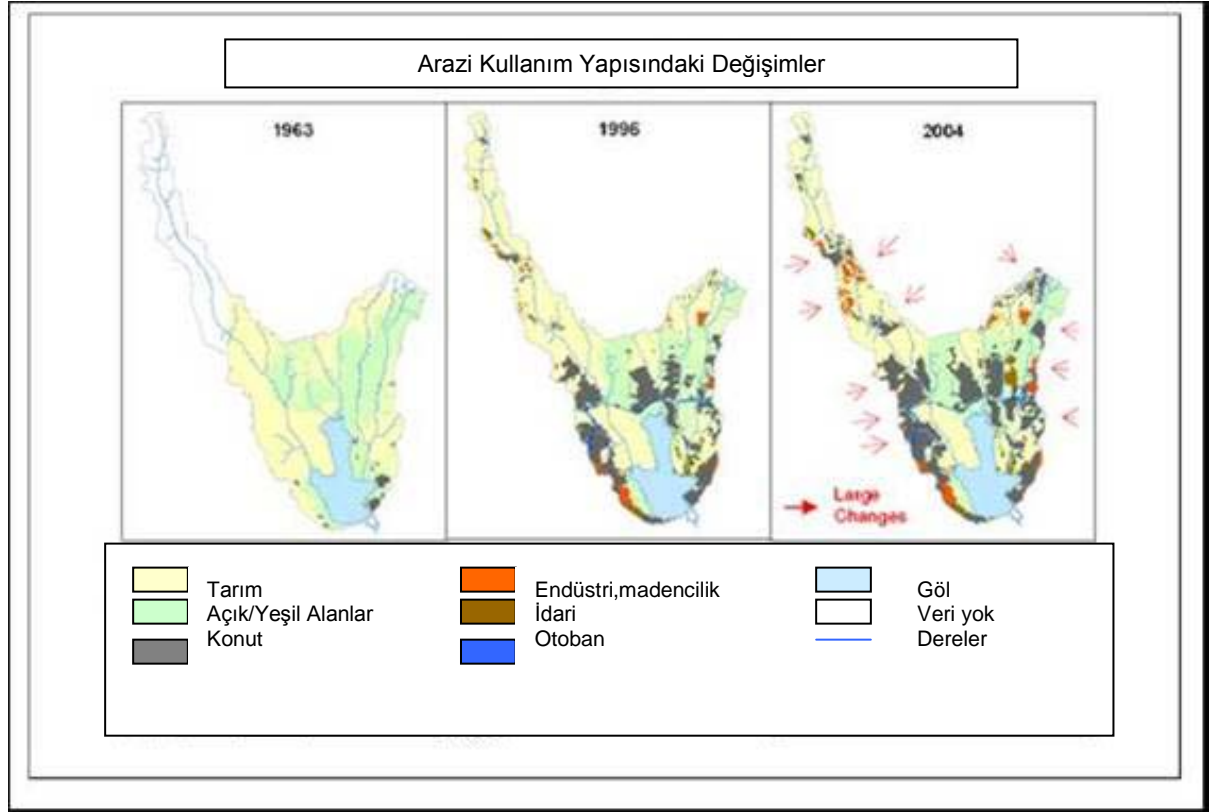 Arazi Kullanım Yapısındaki Değişimler
1963
1996
2004
Large
Changes
Tarım
Açık/Yeşil Alanlar
Konut
Endüstri,madencilik
İdari
Otoban
Göl
Veri yok
Dereler